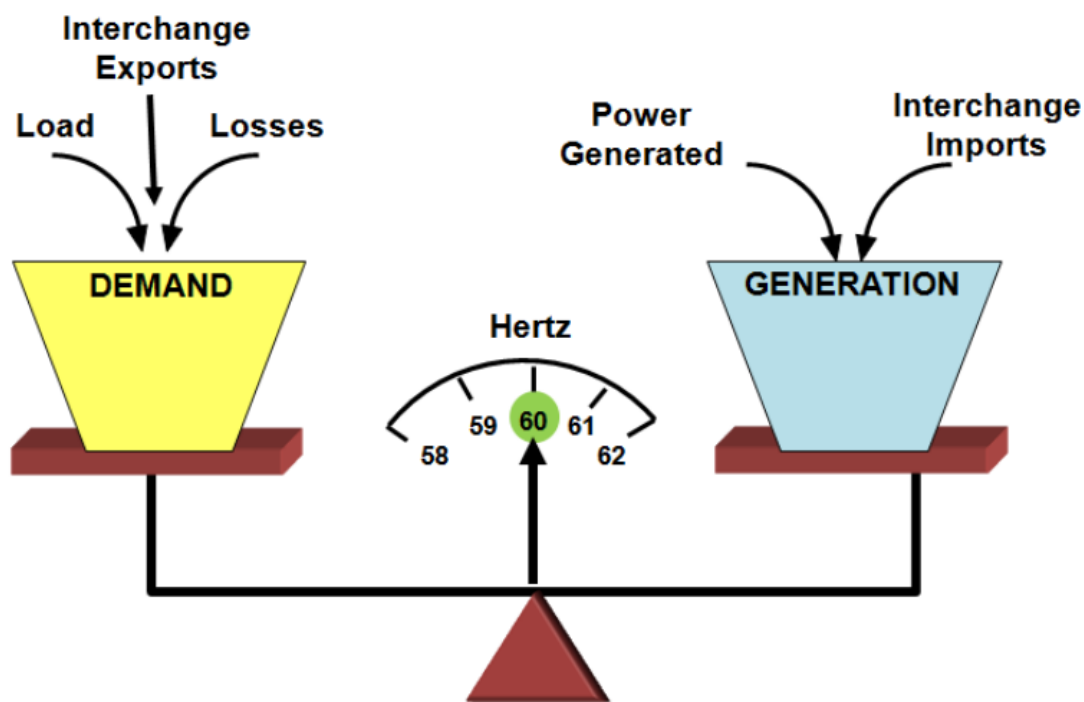 Interchange
Exports
Load
Losses
Power
Generated
Interchange
Imports
DEMAND
GENERATION
Hertz
58
59
60
61
62